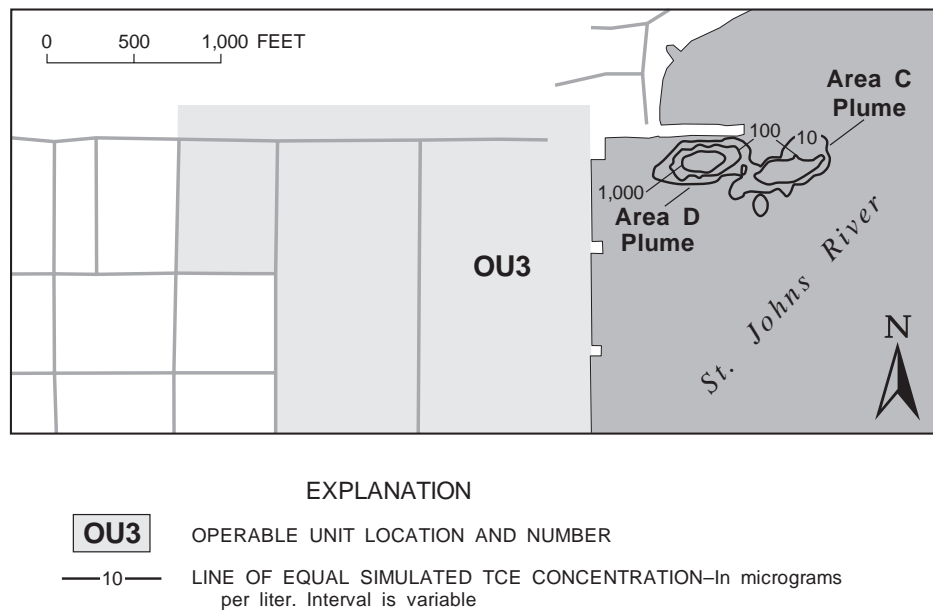 0 500 1,000 FEET
Area C
Plume
100
10
1,000
Area D
Plume
OU3
St. Johns River
N
EXPLANATION
OU3 OPERABLE UNIT LOCATION AND NUMBER
10 LINE OF EQUAL SIMULATED TCE CONCENTRATION–In micrograms
per liter. Interval is variable